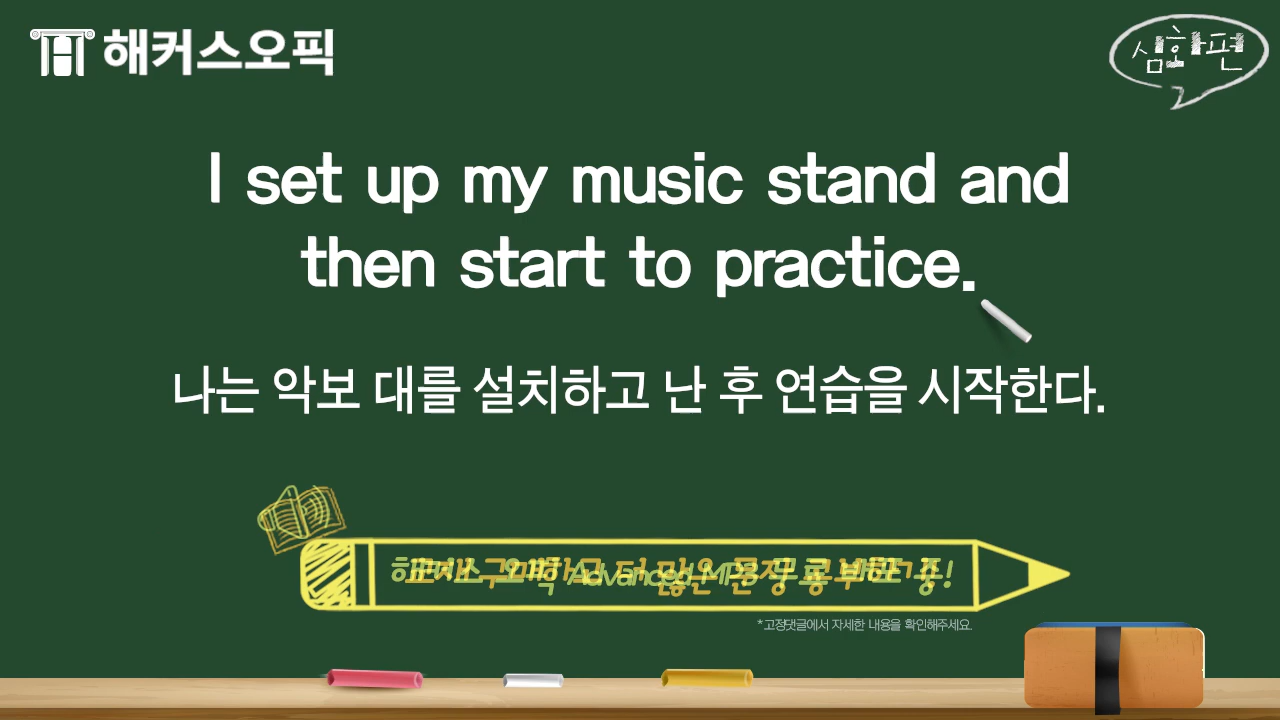 해커스오픽
심화편
I set up my music stand and
then start to practice.
나는 악보 대를 설치하고 난 후 연습을 시작한다.
*고정댓글에서 자세한 내용을 확인해주세요.